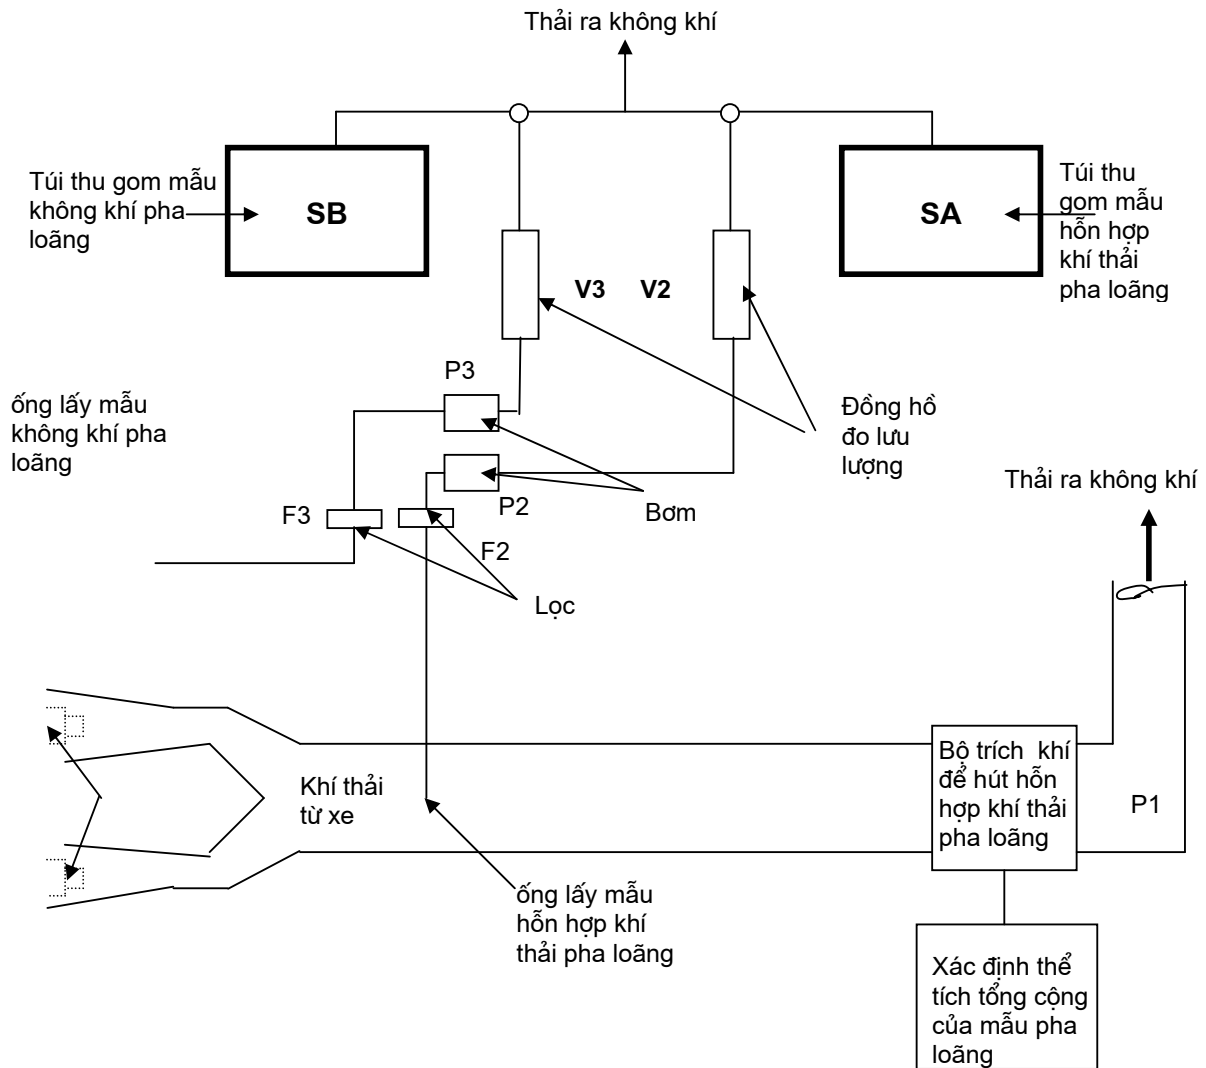 Thải ra không khí
Túi thu gom mẫu
không khí pha
loãng
SB
SA
Túi thu
gom mẫu
hỗn hợp
khí thải
pha loãng
V3
V2
P3
ống lấy mẫu
không khí pha
loãng
Đồng hồ
đo lưu
lượng
Thải ra không khí
P2
Bơm
F3
F2
Lọc
Khí thải
từ xe
Bộ trích khí
để hút hỗn
hợp khí thải
pha loãng
P1
ống lấy mẫu
hỗn hợp khí
thải pha loãng
Xác định thể
tích tổng cộng
của mẫu pha
loãng